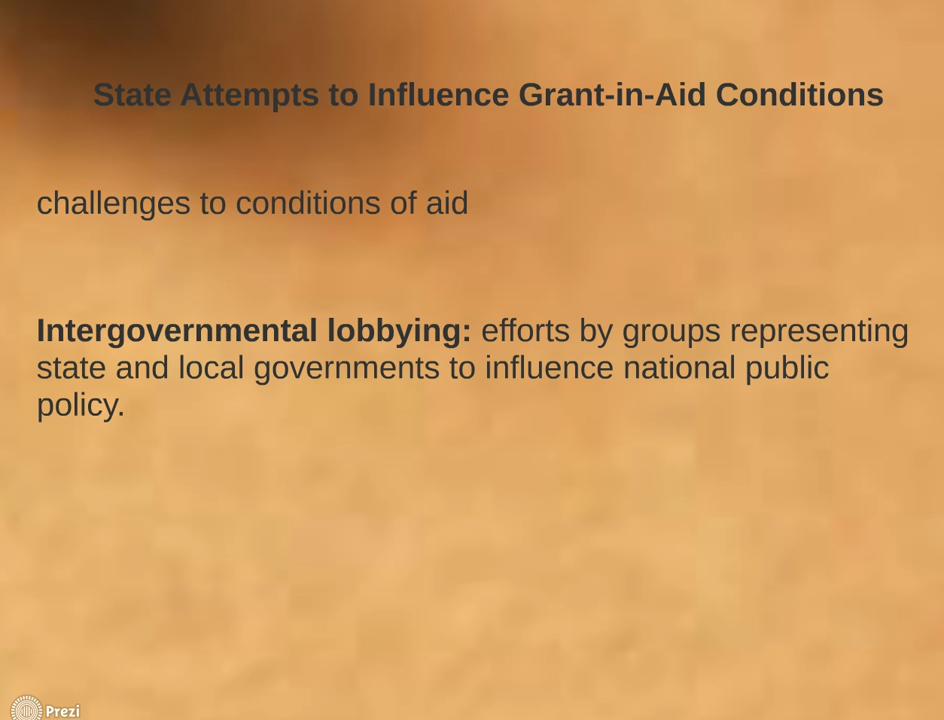 State Attempts to Influence Grant-in-Aid Conditions
challenges to conditions of aid
Intergovernmental lobbying: efforts by groups representing
state and local governments to influence national public
policy.
Prezi